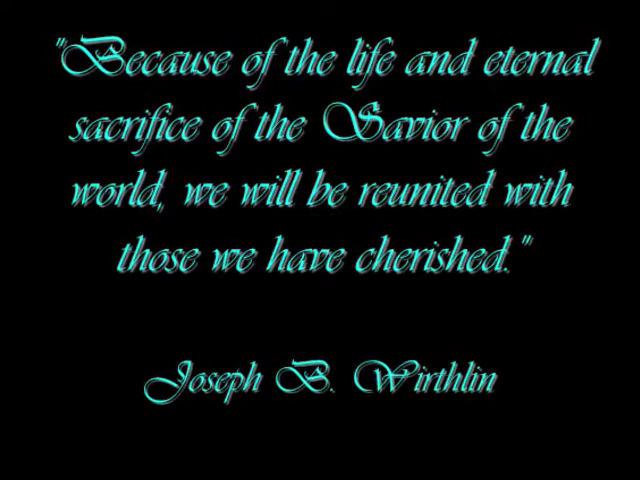 "Because of the life and eternal
sacrifice of the Savior of the
world, we will be reunited with
those we have cherished."
Joseph B. Wirthlin